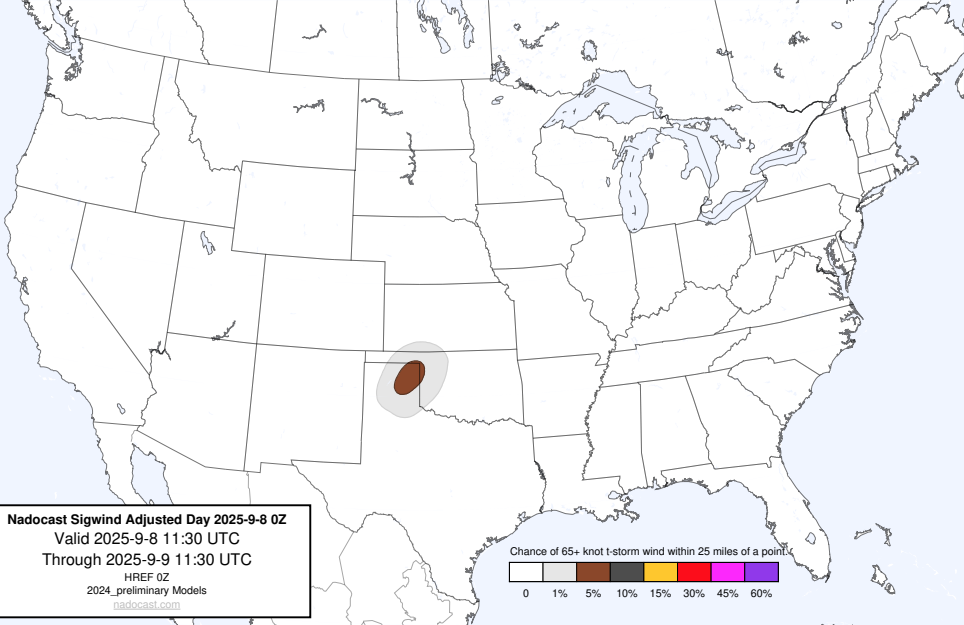 Nadocast Sigwind Adjusted Day 2025-9-8 0Z
Valid 2025-9-8 11:30 UTC
Through 2025-9-9 11:30 UTC
HREF 0Z
2024_preliminary Models
nadocast.com
Chance of 65+ knot t-storm wind within 25 miles of a point.
0 1% 5% 10% 15% 30% 45% 60%